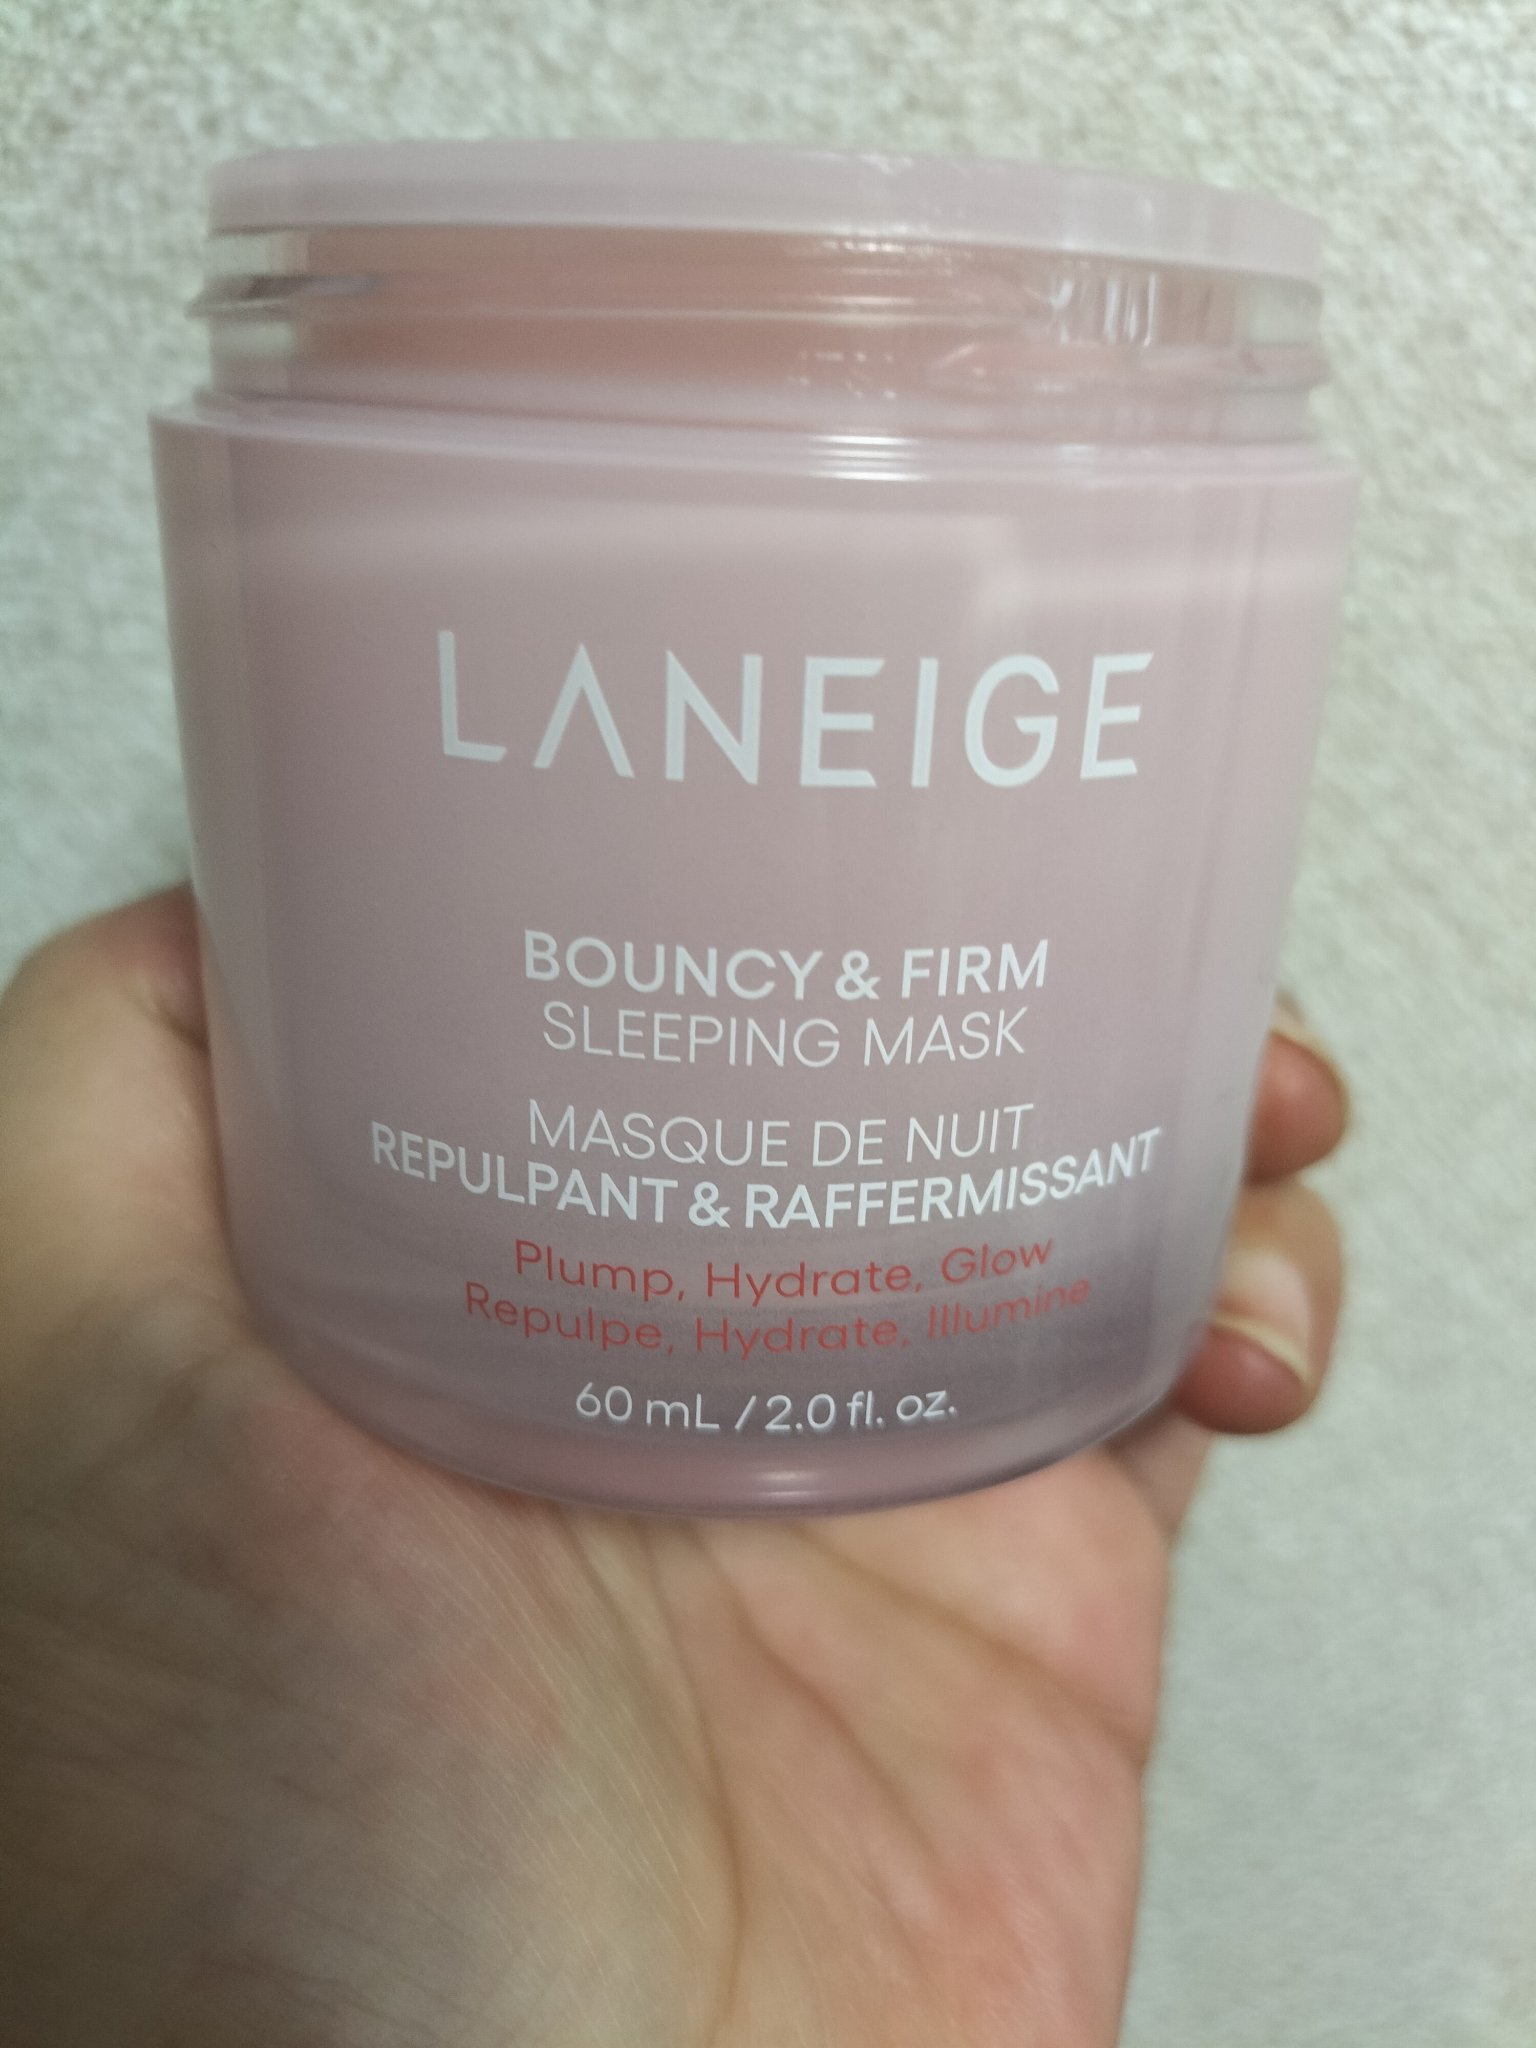 LANEIGE
BOUNCY & FIRM
SLEEPING MASK
MASQUE DE NUIT
REPULPANT & RAFFERMISSANT
Plump, Hydrate, Glow
Repulpe, Hydrate, Illumine
60 mL / 2.0 fl. oz.